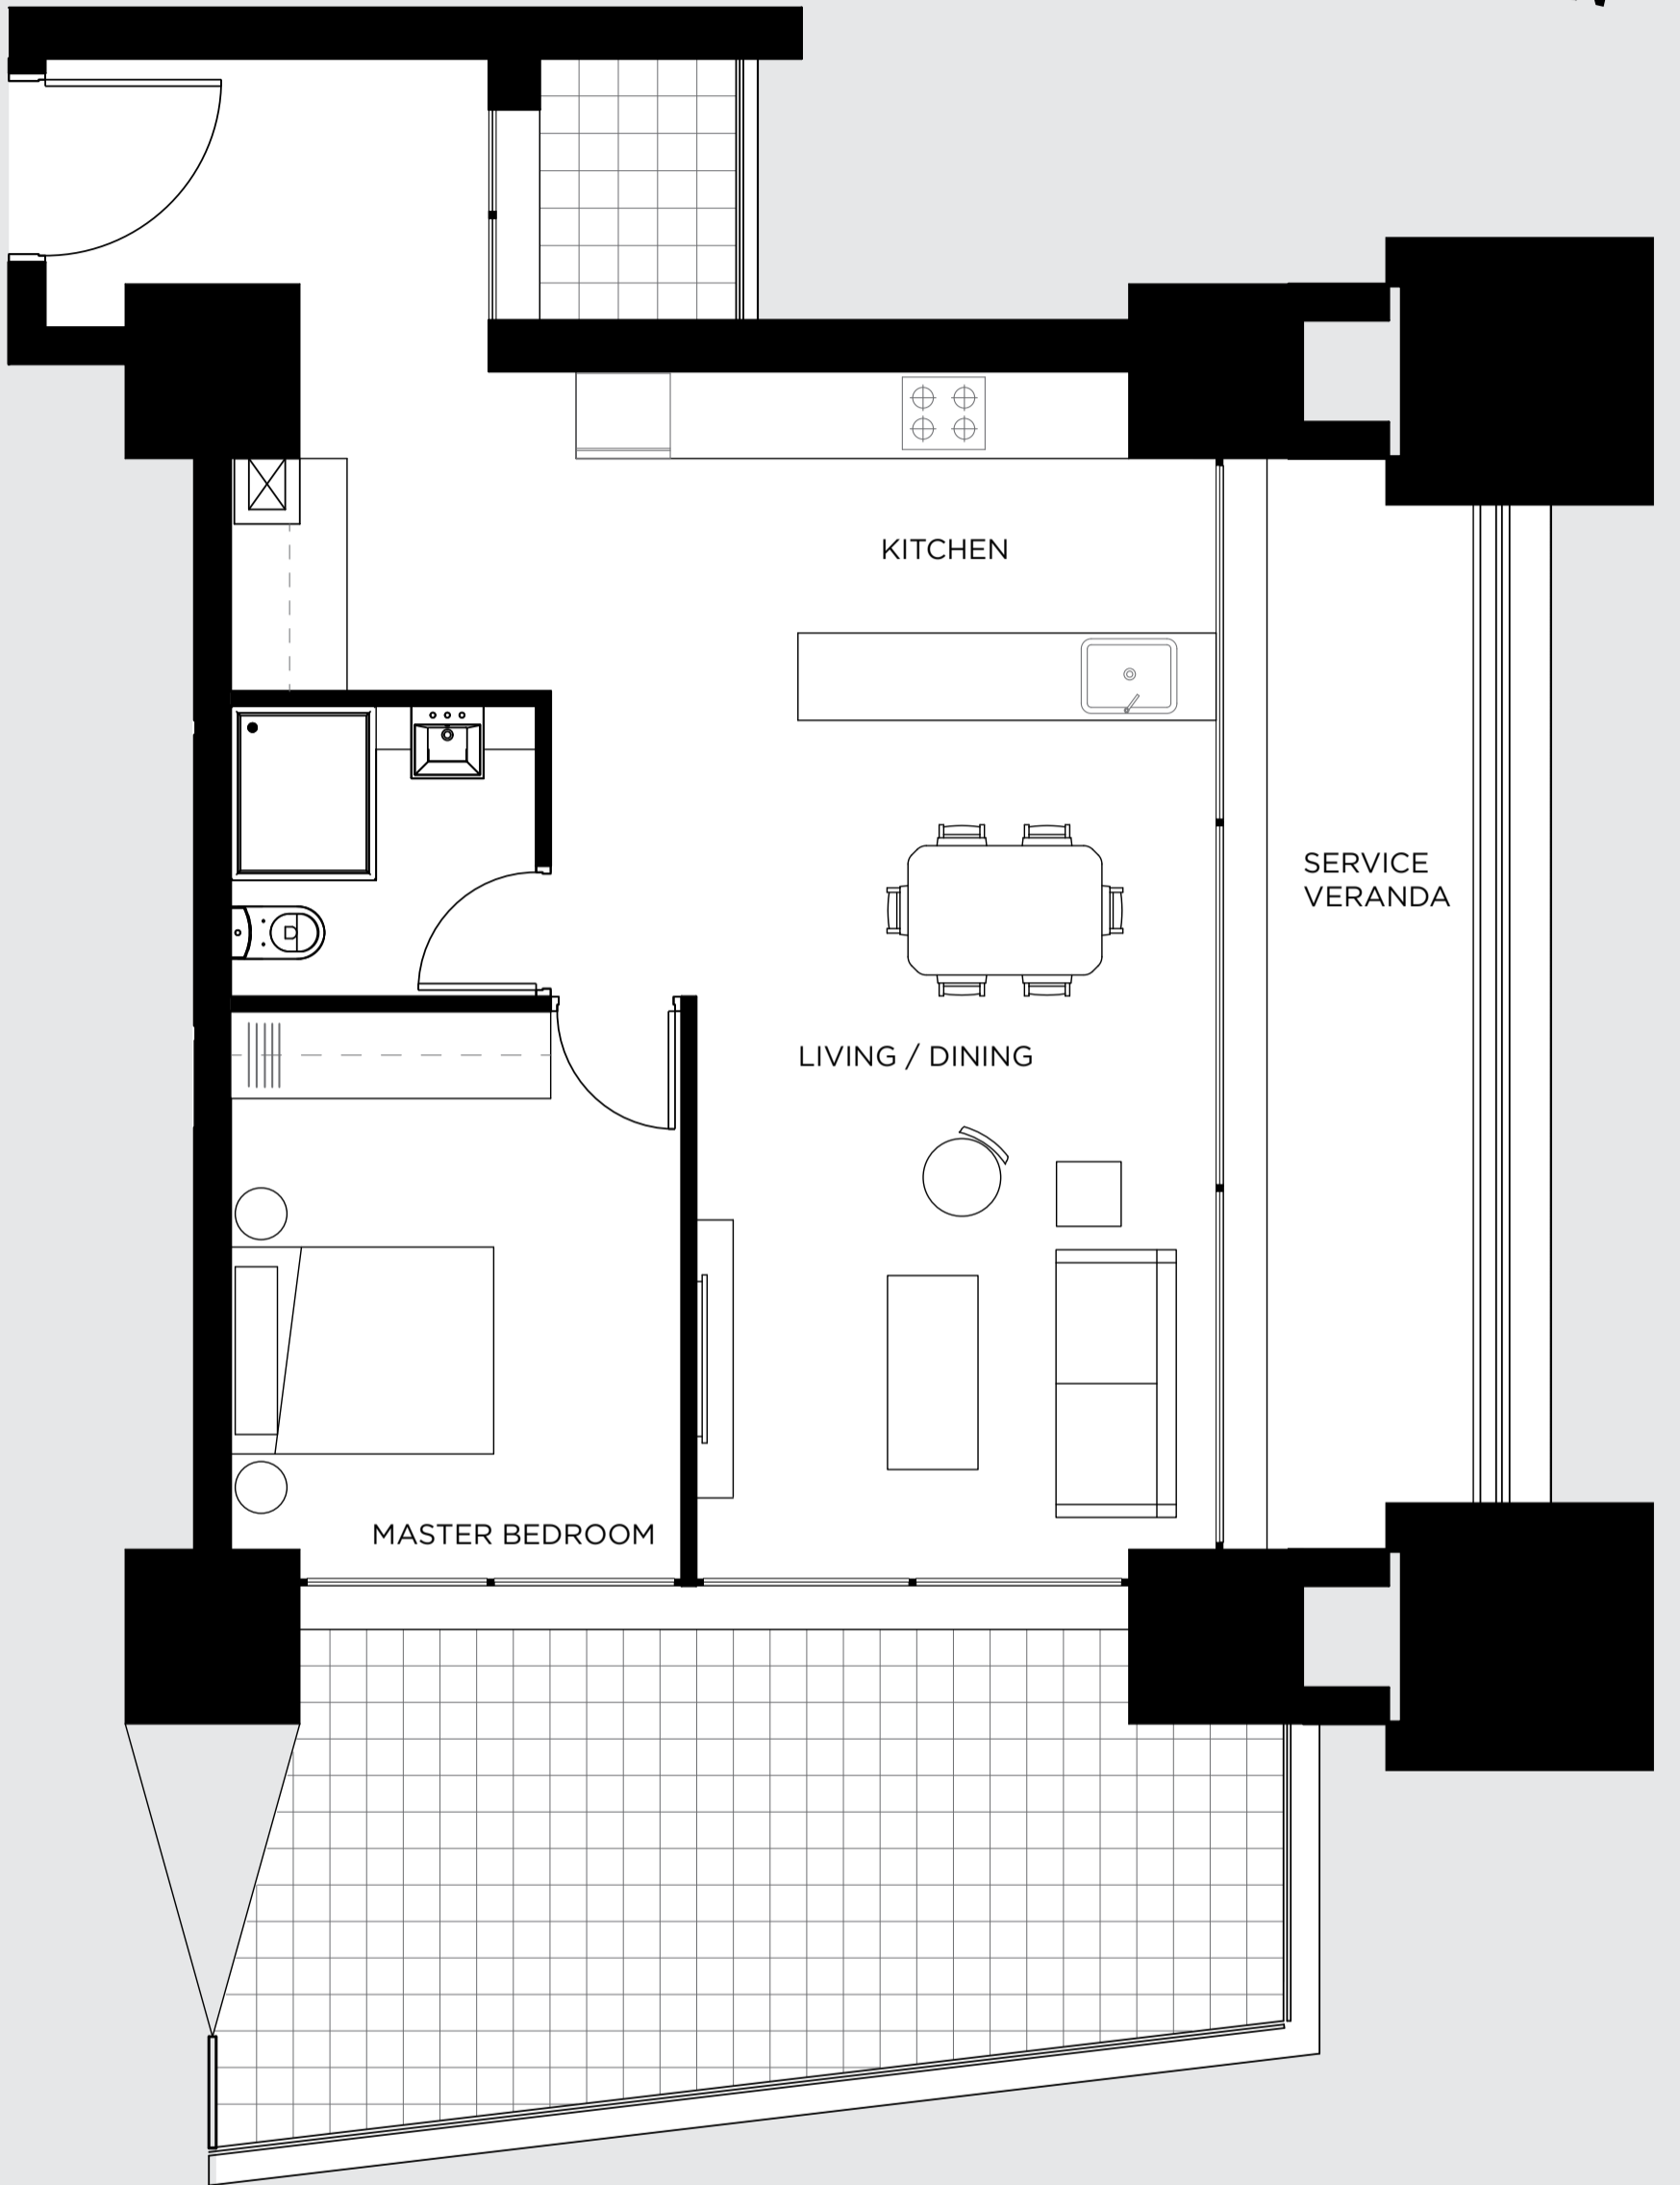 KITCHEN
SERVICE
VERANDA
LIVING / DINING
MASTER BEDROOM